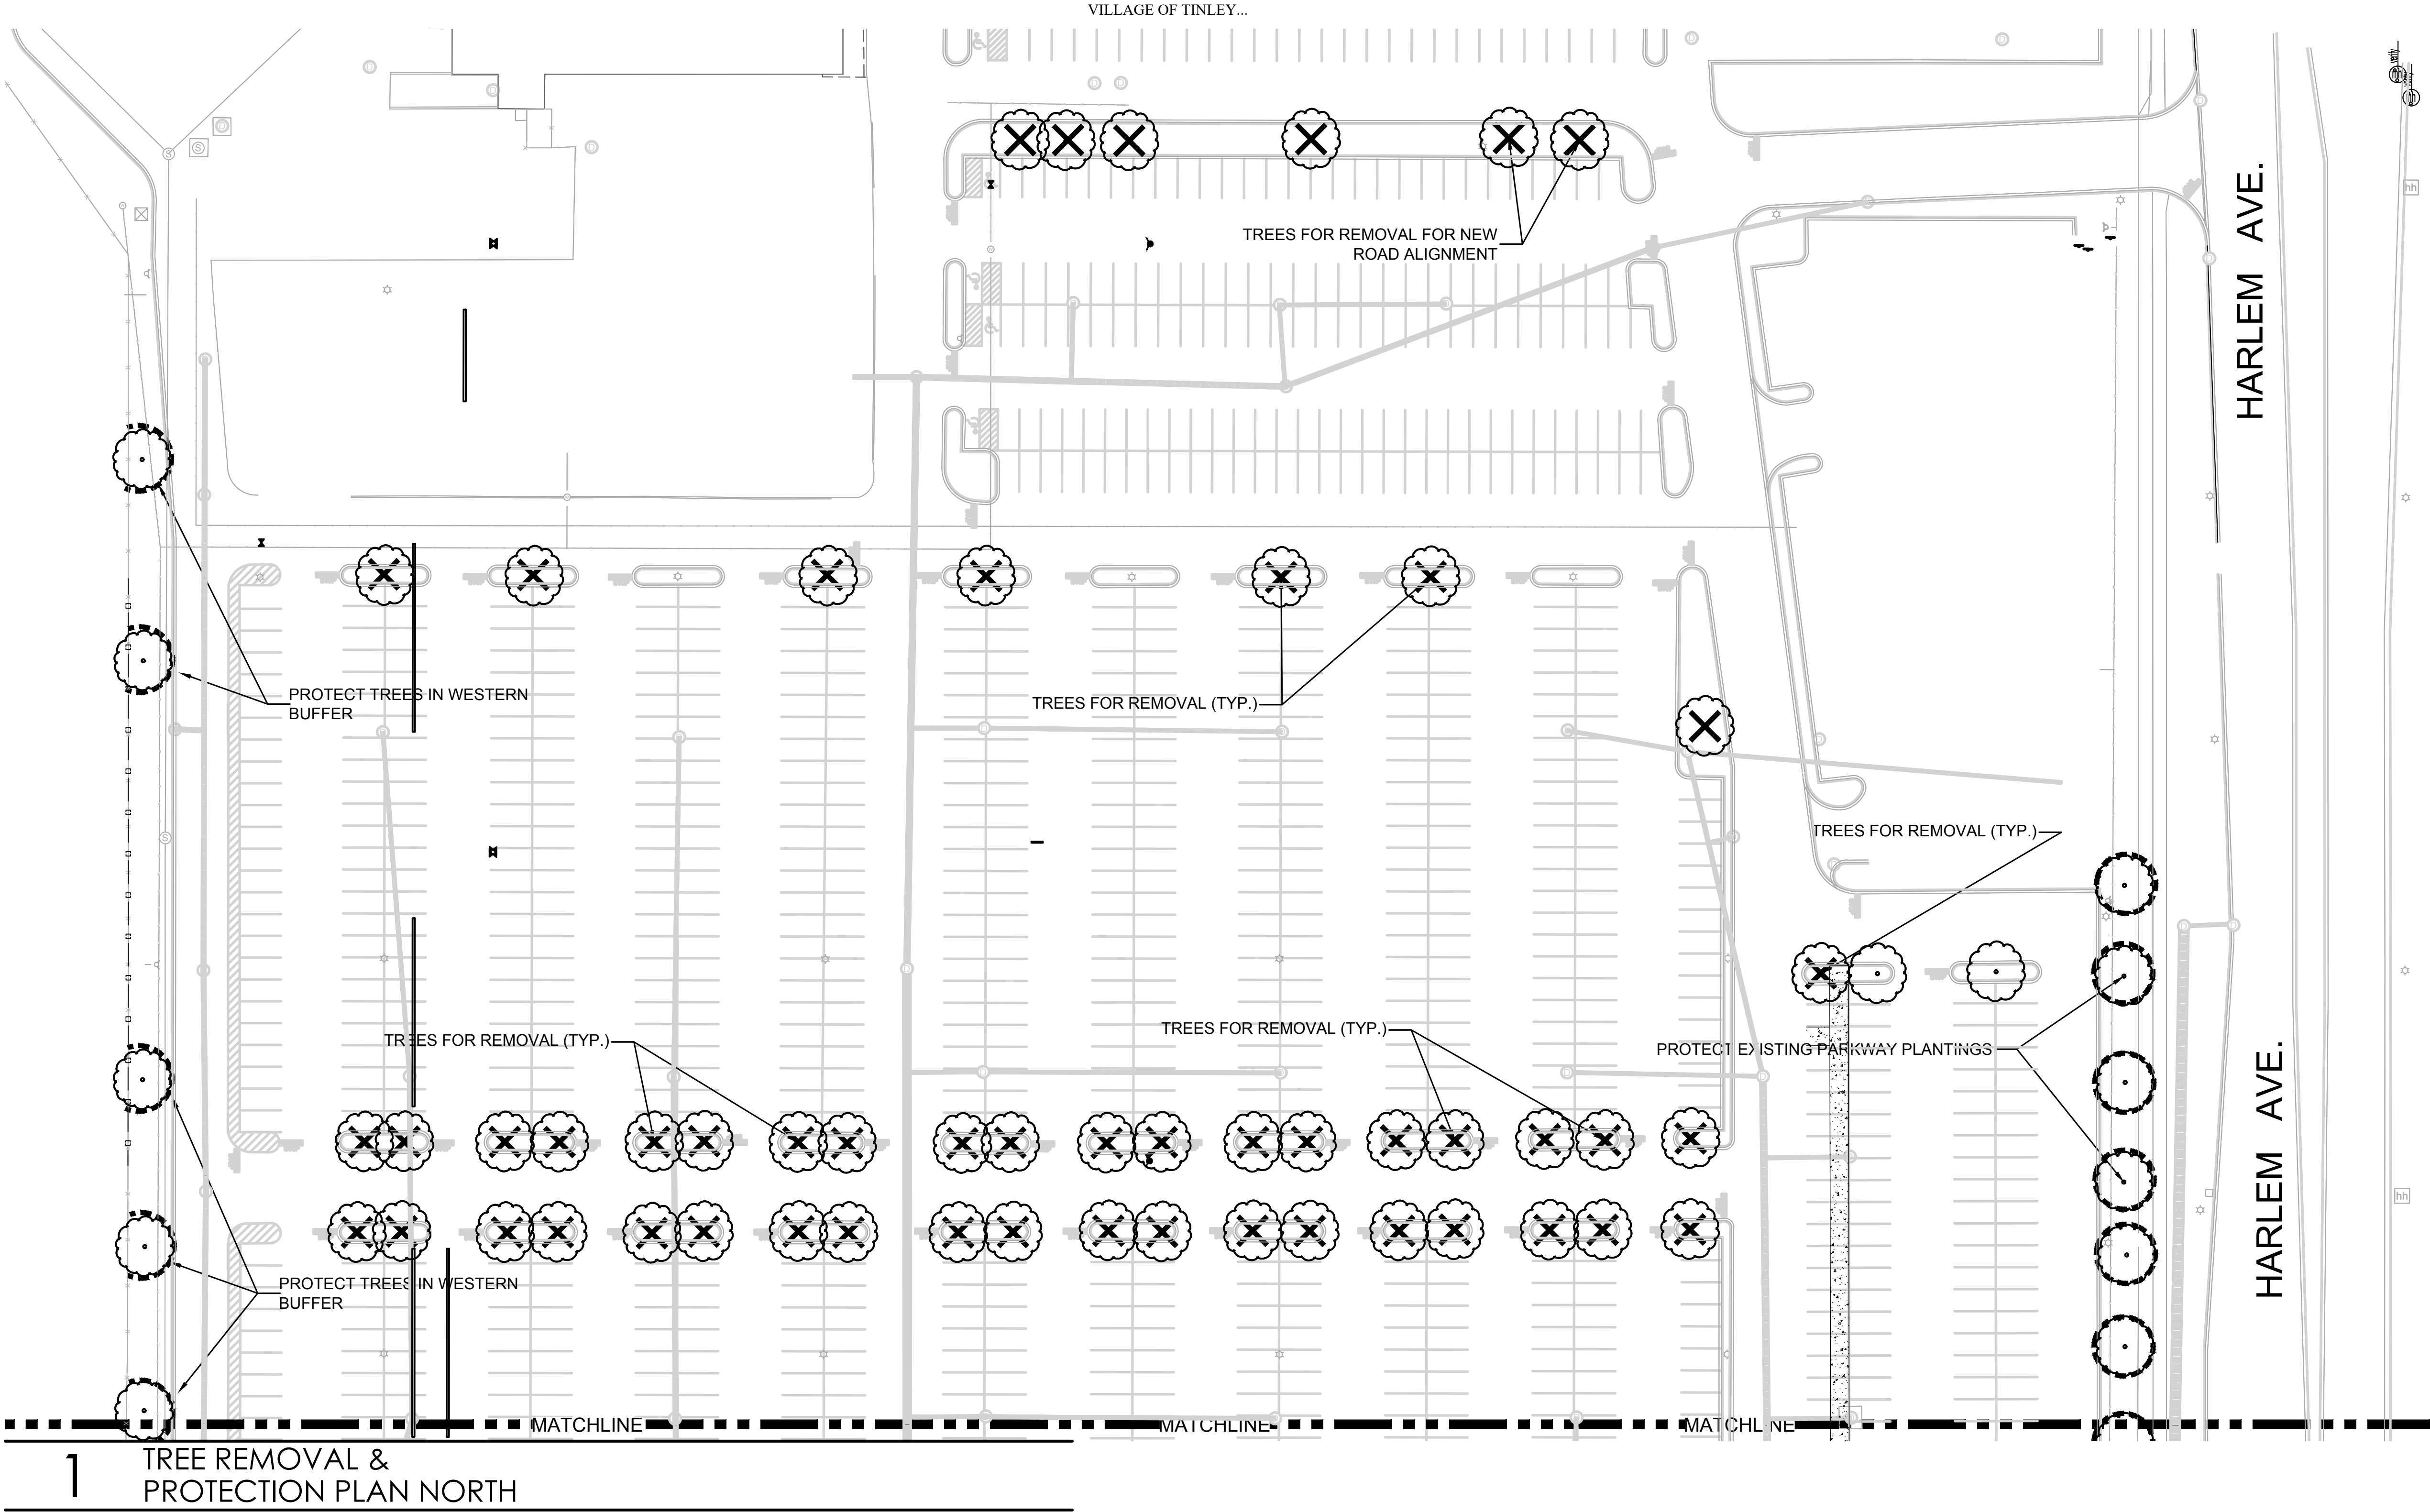 VILLAGE OF TINLEY...
HARLEM AVE.
TREES FOR REMOVAL FOR NEW
ROAD ALIGNMENT
PROTECT TREES IN WESTERN
BUFFER
TREES FOR REMOVAL (TYP.)
TREES FOR REMOVAL (TYP.)
TREES FOR REMOVAL (TYP.)
TREES FOR REMOVAL (TYP.)
PROTECT EXISTING PARKWAY PLANTINGS
HARLEM AVE.
PROTECT TREES IN WESTERN
BUFFER
MATCHLINE MATCHLINE MATCHLINE
1 TREE REMOVAL &
PROTECTION PLAN NORTH